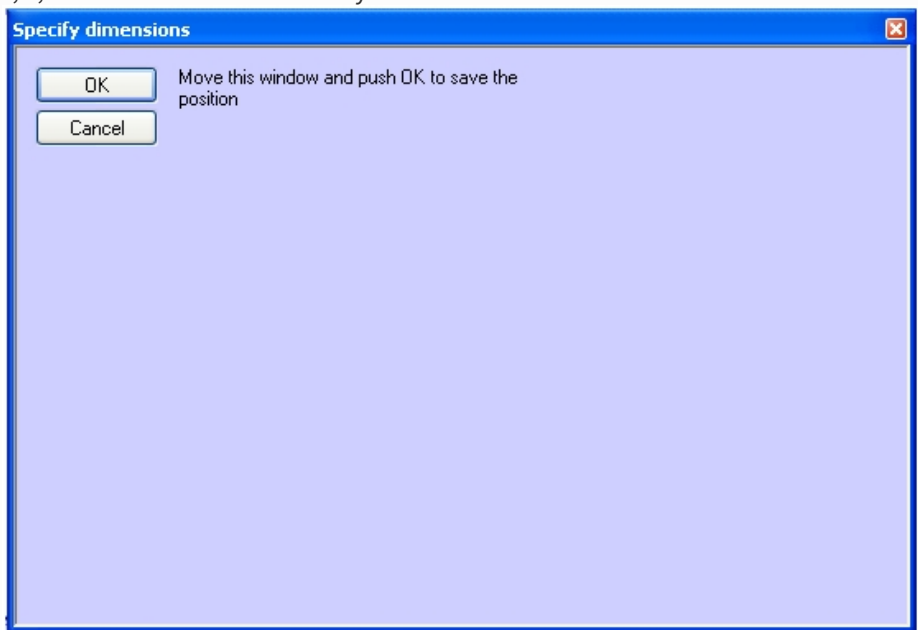 Specify dimensions
OK
Move this window and push OK to save the
position
Cancel